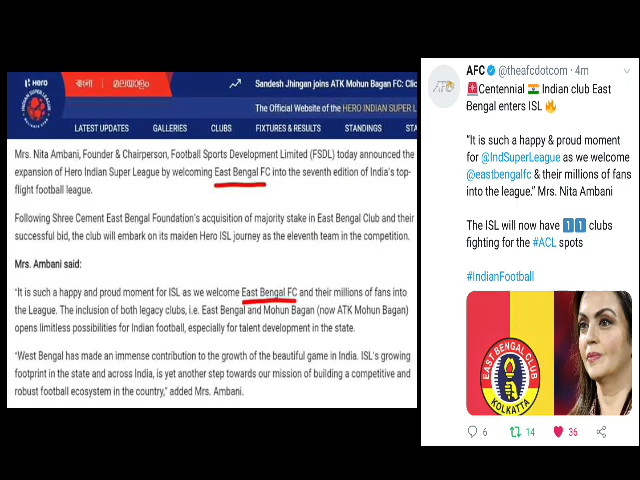 Hero
INDIAN SUPER LEAGUE
বাংলা
മലയാളം
Sandesh Jhingan joins ATK Mohun Bagan FC: Clic
The Official Website of the HERO INDIAN SUPER L
LATEST UPDATES GALLERIES CLUBS FIXTURES & RESULTS STANDINGS STA
Mrs. Nita Ambani, Founder & Chairperson, Football Sports Development Limited (FSDL) today announced the
expansion of Hero Indian Super League by welcoming East Bengal FC into the seventh edition of India's top-
flight football league.
Following Shree Cement East Bengal Foundation's acquisition of majority stake in East Bengal Club and their
successful bid, the club will embark on its maiden Hero ISL journey as the eleventh team in the competition.
Mrs. Ambani said:
"It is such a happy and proud moment for ISL as we welcome East Bengal FC and their millions of fans into
the League. The inclusion of both legacy clubs, i.e. East Bengal and Mohun Bagan (now ATK Mohun Bagan)
opens limitless possibilities for Indian football, especially for talent development in the state.
"West Bengal has made an immense contribution to the growth of the beautiful game in India. ISL's growing
footprint in the state and across India, is yet another step towards our mission of building a competitive and
robust football ecosystem in the country," added Mrs. Ambani.
AFC @theafcdotcom · 4m
🚨Centennial 🇮🇳 Indian club East
Bengal enters ISL 🔥
"It is such a happy & proud moment
for @IndSuperLeague as we welcome
@eastbengalfc & their millions of fans
into the league." Mrs. Nita Ambani
The ISL will now have 1️⃣1️⃣ clubs
fighting for the #ACL spots
#IndianFootball
EAST BENGAL CLUB
KOLKATTA
6 14 36